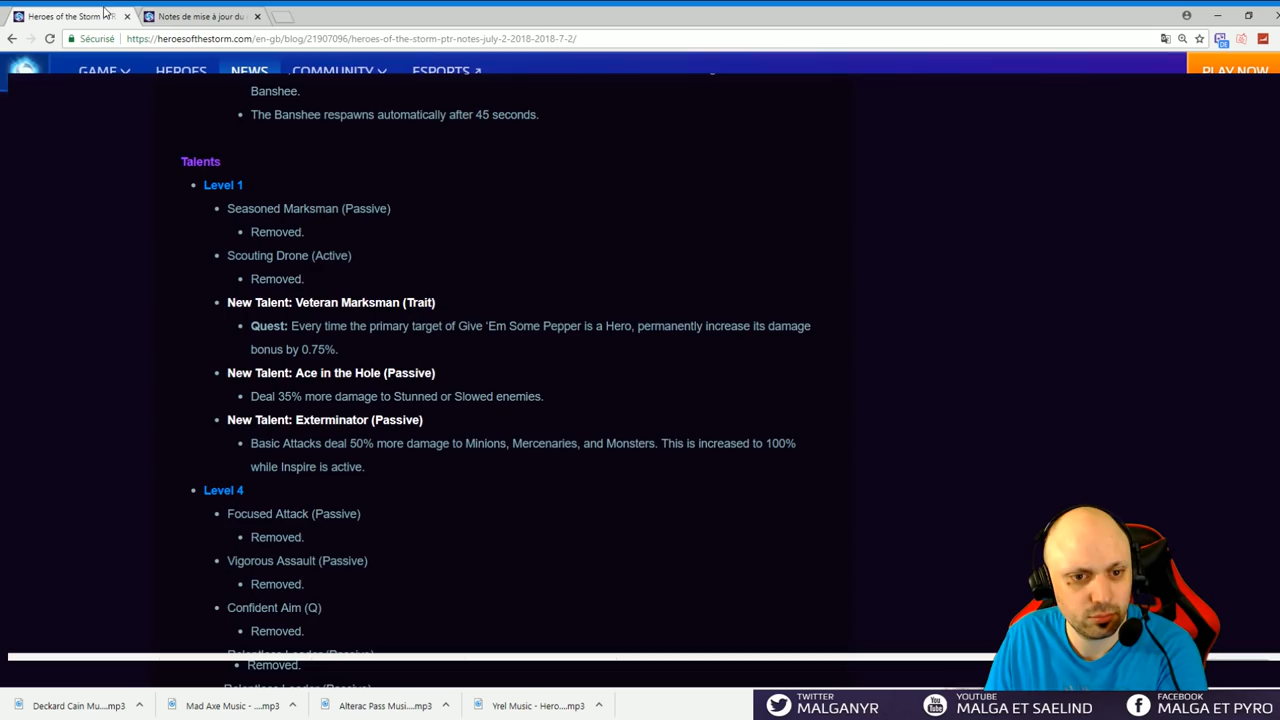 Heroes of the Storm
Notes de mise à jour du
Sécurisé
https://heroesofthestorm.com/en-gb/blog/21907096/heroes-of-the-storm-ptr-notes-july-2-2018-2018-7-2/
DE
GAME HEROES NEWS COMMUNITY ESPORTS PLAY NOW
Banshee.
The Banshee respawns automatically after 45 seconds.
Talents
Level 1
Seasoned Marksman (Passive)
Removed.
Scouting Drone (Active)
Removed.
New Talent: Veteran Marksman (Trait)
Quest: Every time the primary target of Give ‘Em Some Pepper is a Hero, permanently increase its damage
bonus by 0.75%.
New Talent: Ace in the Hole (Passive)
Deal 35% more damage to Stunned or Slowed enemies.
New Talent: Exterminator (Passive)
Basic Attacks deal 50% more damage to Minions, Mercenaries, and Monsters. This is increased to 100%
while Inspire is active.
Level 4
Focused Attack (Passive)
Removed.
Vigorous Assault (Passive)
Removed.
Confident Aim (Q)
Removed.
Relentless Leader (Passive)
Removed.
Relentless Leader (Passive)
Deckard Cain Mu....mp3
Mad Axe Music - ....mp3
Alterac Pass Musi....mp3
Yrel Music - Hero....mp3
TWITTER
MALGANYR
YOUTUBE
MALGA ET SAELIND
FACEBOOK
MALGA ET PYRO